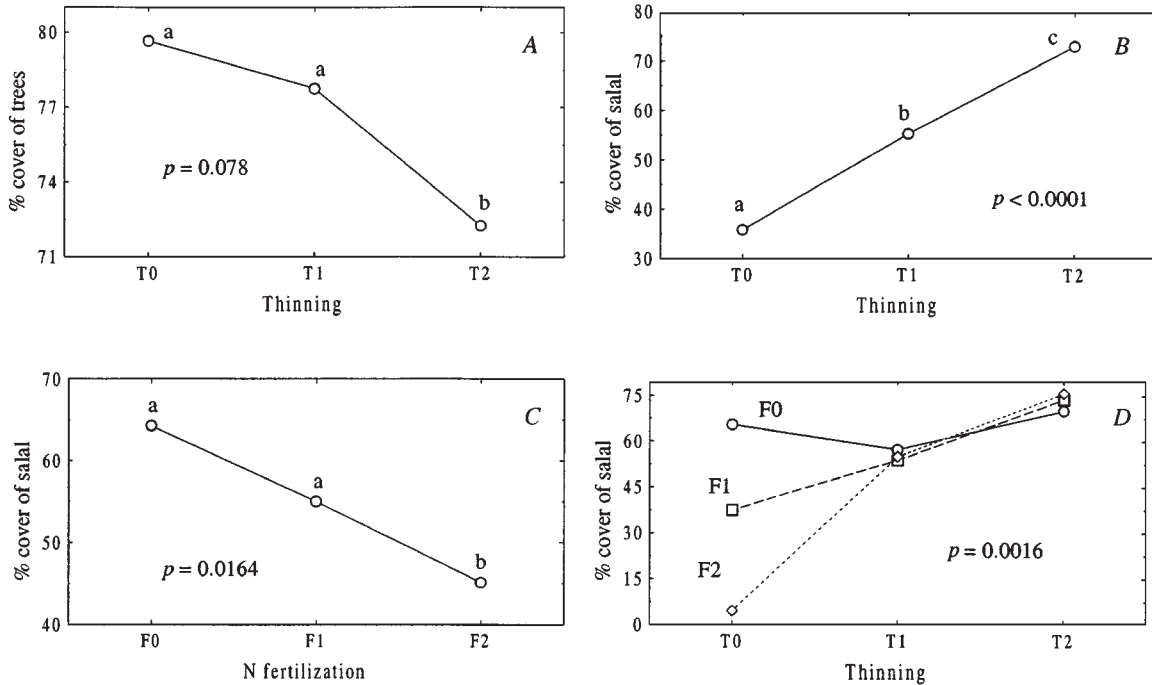 A
% cover of trees
80
77
74
71
a
a
b
p = 0.078
T0 T1 T2
Thinning
B
% cover of salal
80
70
60
50
40
30
a
b
c
p < 0.0001
T0 T1 T2
Thinning
C
% cover of salal
70
60
50
40
a
a
b
p = 0.0164
F0 F1 F2
N fertilization
D
% cover of salal
75
60
45
30
15
0
F0
F1
F2
p = 0.0016
T0 T1 T2
Thinning